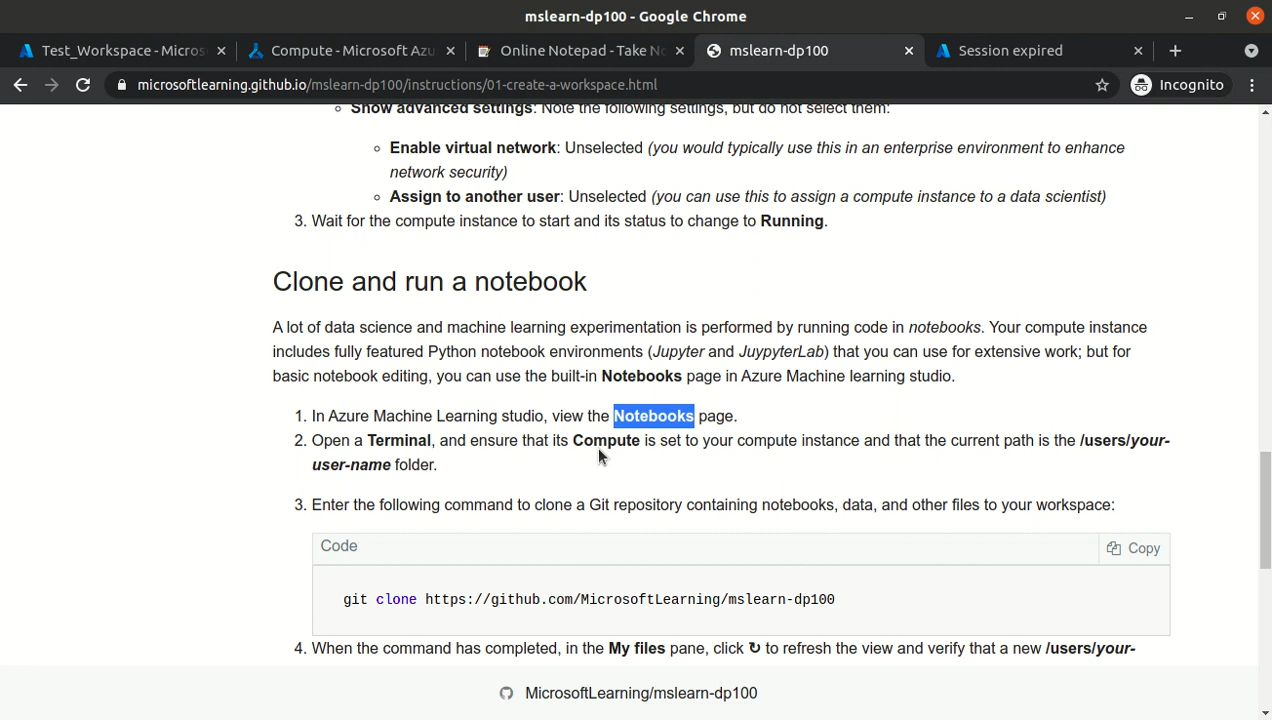 mslearn-dp100 - Google Chrome
Test_Workspace - Micros
Compute - Microsoft Azu
Online Notepad - Take No
mslearn-dp100
Session expired
microsoftlearning.github.io/mslearn-dp100/instructions/01-create-a-workspace.html
Incognito
Show advanced settings: Note the following settings, but do not select them:
Enable virtual network: Unselected (you would typically use this in an enterprise environment to enhance
network security)
Assign to another user: Unselected (you can use this to assign a compute instance to a data scientist)
3. Wait for the compute instance to start and its status to change to Running.
Clone and run a notebook
A lot of data science and machine learning experimentation is performed by running code in notebooks. Your compute instance
includes fully featured Python notebook environments (Jupyter and JuypyterLab) that you can use for extensive work; but for
basic notebook editing, you can use the built-in Notebooks page in Azure Machine learning studio.
1. In Azure Machine Learning studio, view the Notebooks page.
2. Open a Terminal, and ensure that its Compute is set to your compute instance and that the current path is the /users/your-
user-name folder.
3. Enter the following command to clone a Git repository containing notebooks, data, and other files to your workspace:
Code
Copy
git clone https://github.com/MicrosoftLearning/mslearn-dp100
4. When the command has completed, in the My files pane, click ↻ to refresh the view and verify that a new /users/your-
MicrosoftLearning/mslearn-dp100